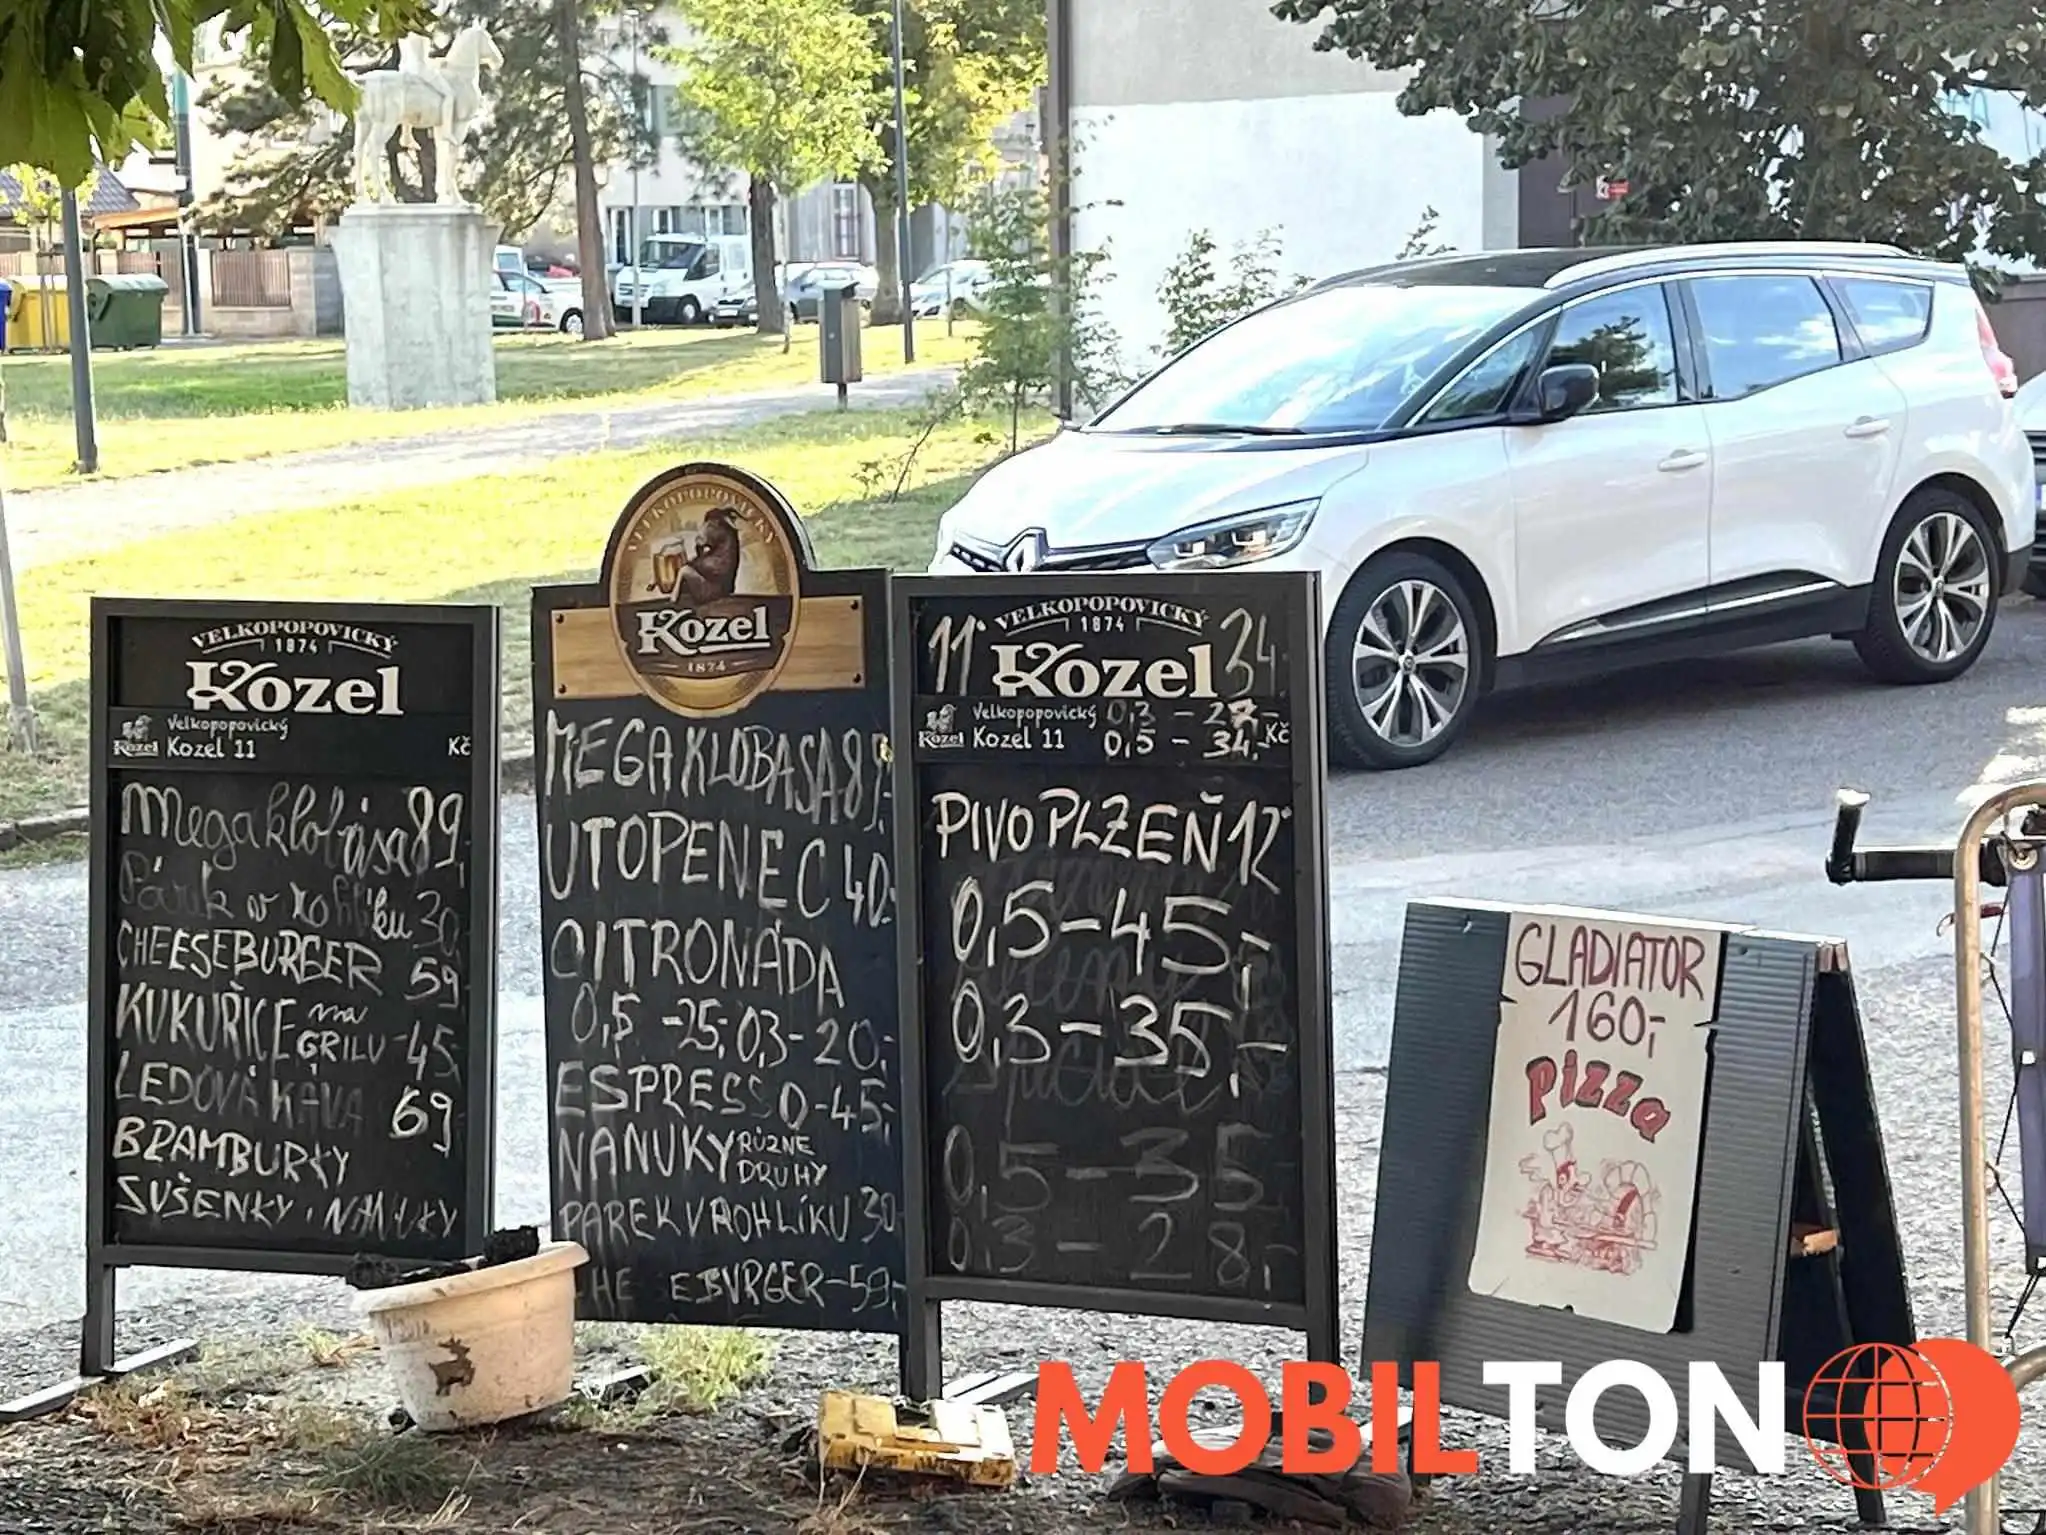 VELKOPOPOVICKÝ
1874
Kozel
Velkopopovický
Kozel 11
Kč
Kozel
Megaklobása 89,-
Párek v rohlíku 30,-
CHEESEBURGER 59,-
KUKUŘICE na GRILU -45,-
LEDOVÁ KÁVA 69,-
BRAMBURKY
SUŠENKY, NANUKY
VELKOPOPOVICKÝ
Kozel
1874
MEGA KLOBASA 89,-
UTOPENEC 40,-
CITRONÁDA
0,5 -25,- 03,- 20,-
ESPRESSO -45,-
NANUKY RŮZNE DRUHY
PAREK V ROHLÍKU 30,-
CHEESEBURGER -59,-
VELKOPOPOVICKÝ
1874
11° Kozel 34
Velkopopovický 0,3 - 27,-
Kozel 11 0,5 - 34,- Kč
Kozel
PIVO PLZEŇ 12°
0,5 - 45,-
0,3 - 35,-
0,5 - 35
0,3 - 28,-
GLADIATOR
160,-
Pizza
MOBILTON